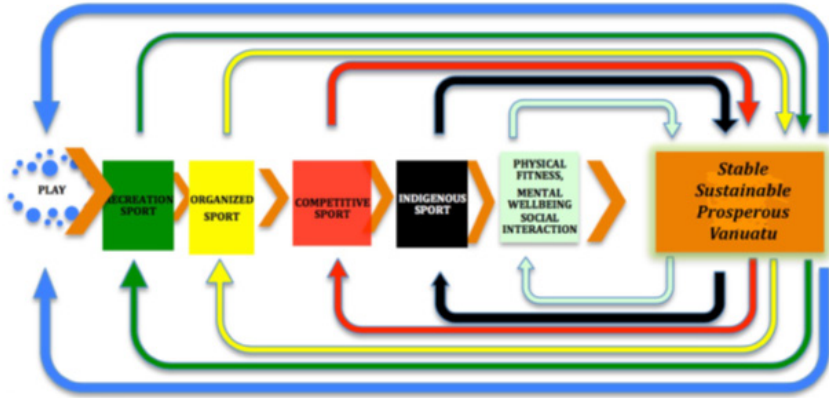 PLAY
RECREATION
SPORT
ORGANIZED
SPORT
COMPETITIVE
SPORT
INDIGENOUS
SPORT
PHYSICAL
FITNESS,
MENTAL
WELLBEING
SOCIAL
INTERACTION
Stable
Sustainable
Prosperous
Vanuatu